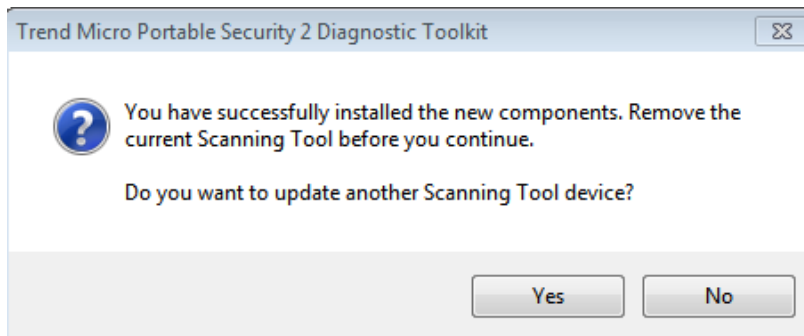 Trend Micro Portable Security 2 Diagnostic Toolkit
You have successfully installed the new components. Remove the
current Scanning Tool before you continue.
Do you want to update another Scanning Tool device?
Yes No